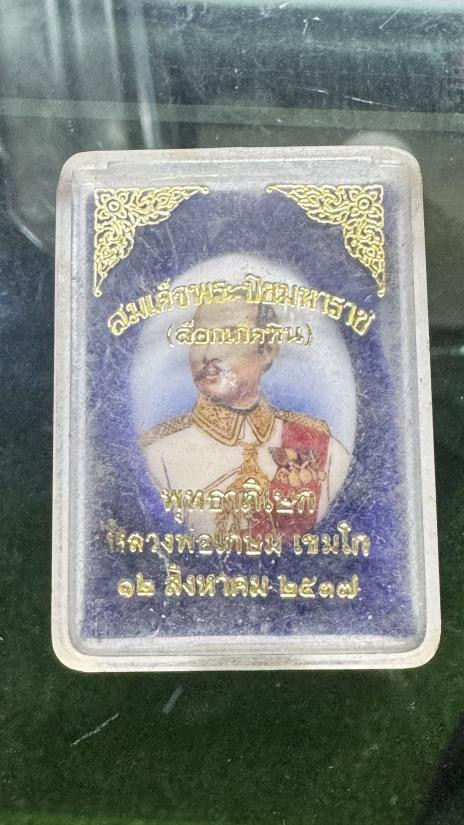 สมเด็จพระปิยมหาราช
(ล๊อกเก็ตหิน)
พุทธาภิเษก
หลวงพ่อเกษม เขมโก
๑๒ สิงหาคม ๒๕๓๗